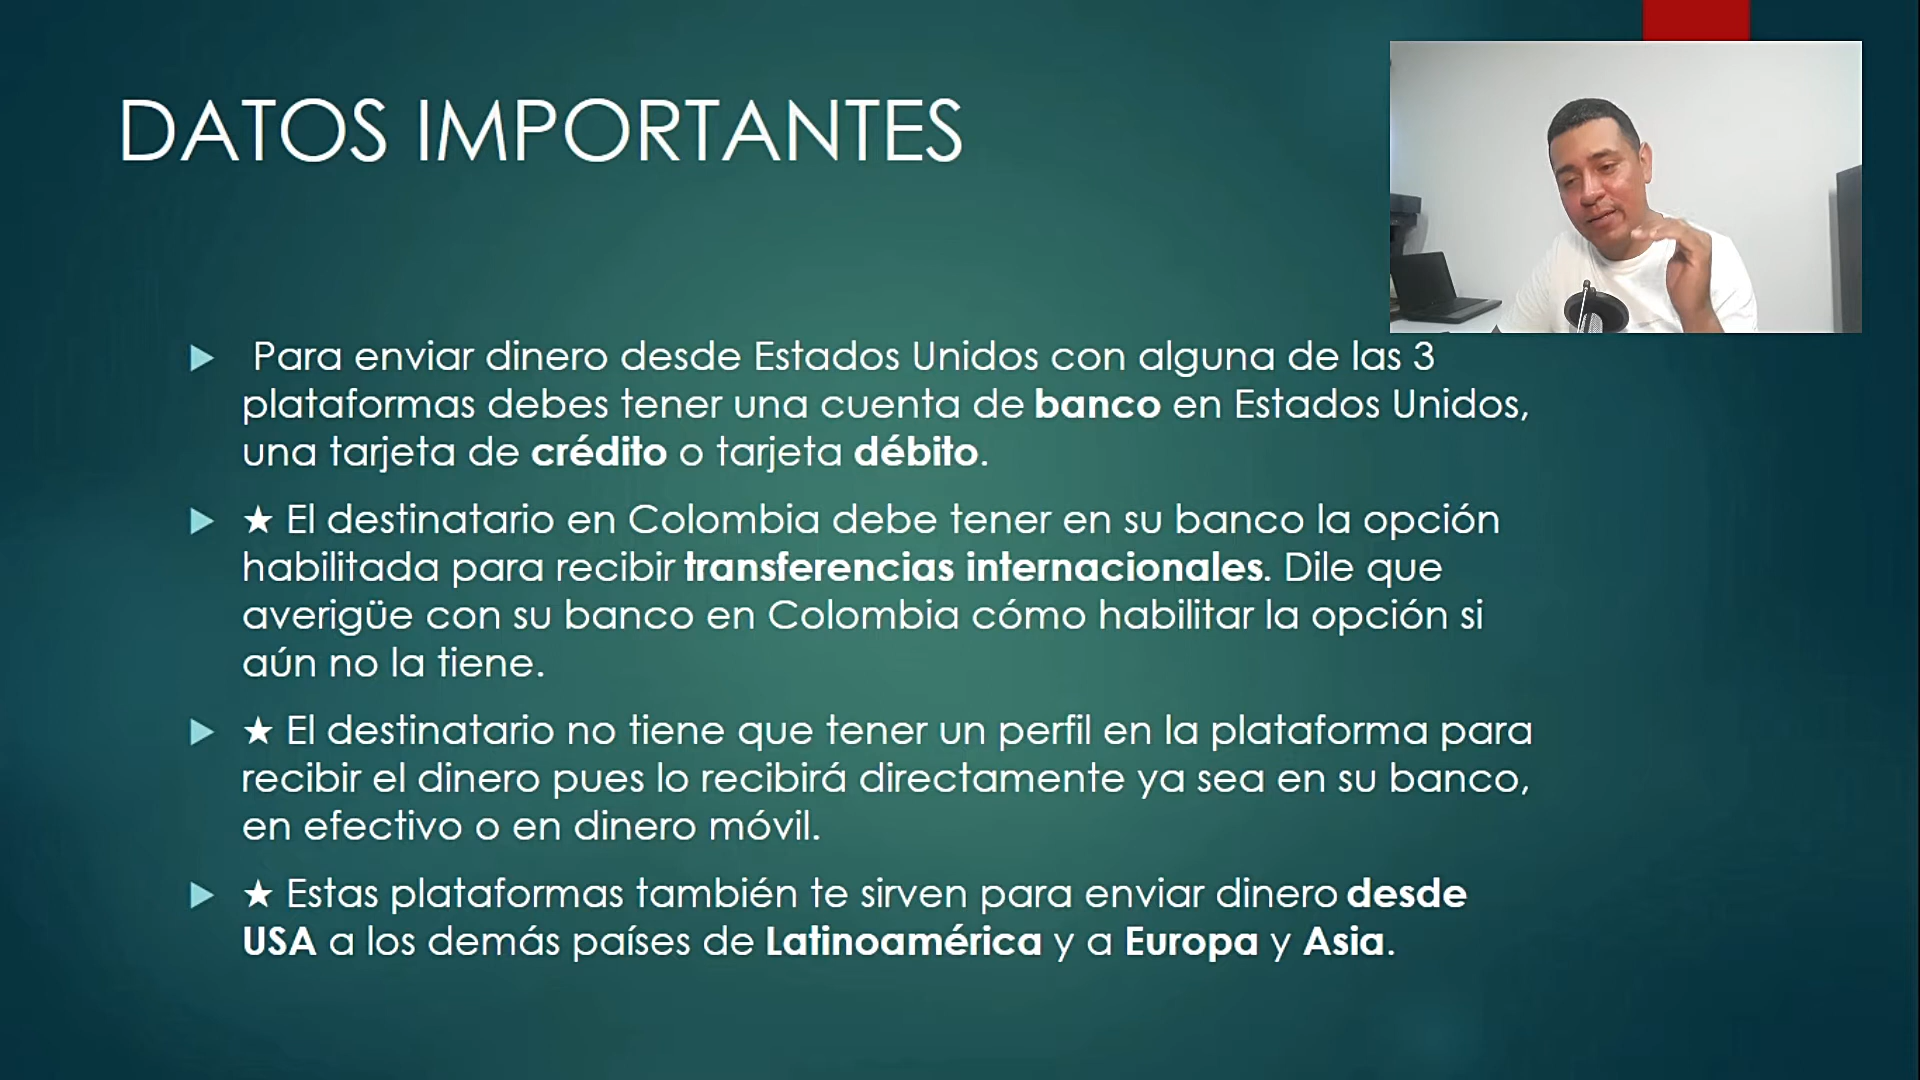 DATOS IMPORTANTES
Para enviar dinero desde Estados Unidos con alguna de las 3
plataformas debes tener una cuenta de banco en Estados Unidos,
una tarjeta de crédito o tarjeta débito.
★ El destinatario en Colombia debe tener en su banco la opción
habilitada para recibir transferencias internacionales. Dile que
averigüe con su banco en Colombia cómo habilitar la opción si
aún no la tiene.
★ El destinatario no tiene que tener un perfil en la plataforma para
recibir el dinero pues lo recibirá directamente ya sea en su banco,
en efectivo o en dinero móvil.
★ Estas plataformas también te sirven para enviar dinero desde
USA a los demás países de Latinoamérica y a Europa y Asia.